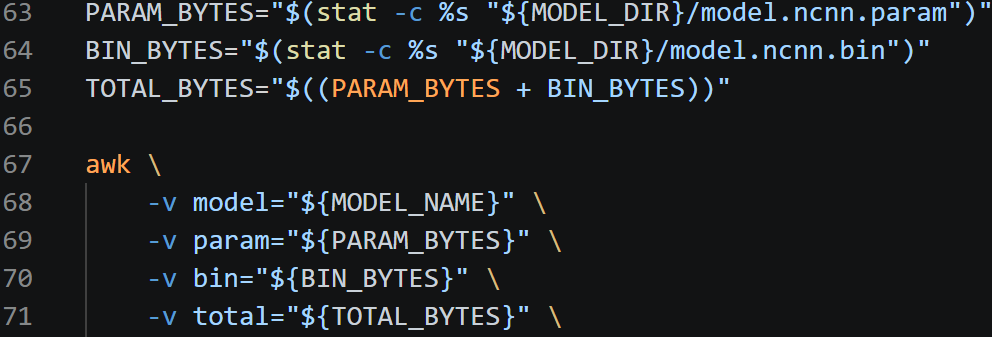 63 PARAM_BYTES="$(stat -c %s "${MODEL_DIR}/model.ncnn.param")"
64 BIN_BYTES="$(stat -c %s "${MODEL_DIR}/model.ncnn.bin")"
65 TOTAL_BYTES="$((PARAM_BYTES + BIN_BYTES))"
66
67 awk \
68     -v model="${MODEL_NAME}" \
69     -v param="${PARAM_BYTES}" \
70     -v bin="${BIN_BYTES}" \
71     -v total="${TOTAL_BYTES}" \